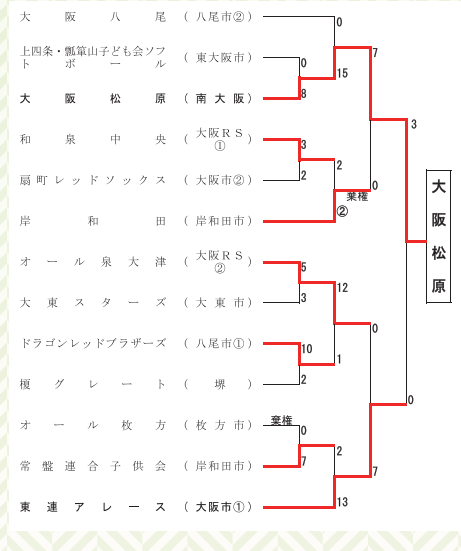 大阪八尾（八尾市②）
0
上四条・瓢箪山子ども会ソフ
トボール（東大阪市）
0
7
15
大阪松原（南大阪）
8
3
和泉中央（大阪RS
①）
3
2
扇町レッドソックス（大阪市②）
2
0
棄権
岸和田（岸和田市）
②
大阪松原
オール泉大津（大阪RS
②）
5
12
大東スターズ（大東市）
3
0
ドラゴンレッドブラザーズ（八尾市①）
10
1
榎グレート（堺）
2
0
オール枚方（枚方市）
棄権
0
2
常盤連合子供会（岸和田市）
7
7
東連アレース（大阪市①）
13